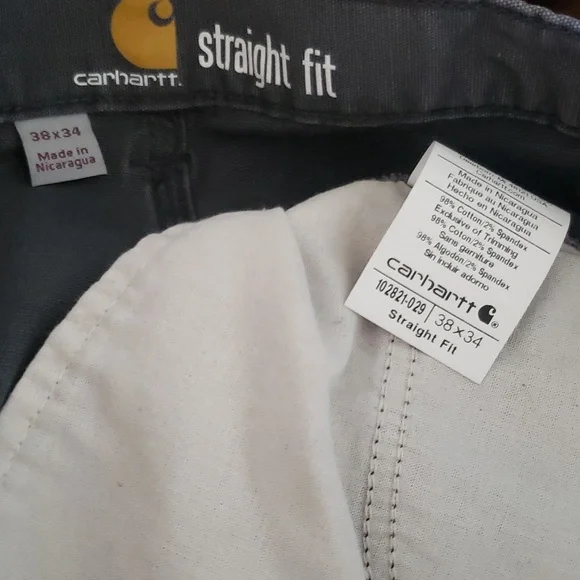 carhartt.
straight fit
38x34
Made in
Nicaragua
carhartt.com
Made in Nicaragua
Fabriqué au Nicaragua
Hecho en Nicaragua
98% Cotton/2% Spandex
Exclusive of Trimming
98% Coton/2% Spandex
Sans garniture
98% Algodón/2% Spandex
Sin incluir adorno
carhartt
102821-029 38x34
Straight Fit